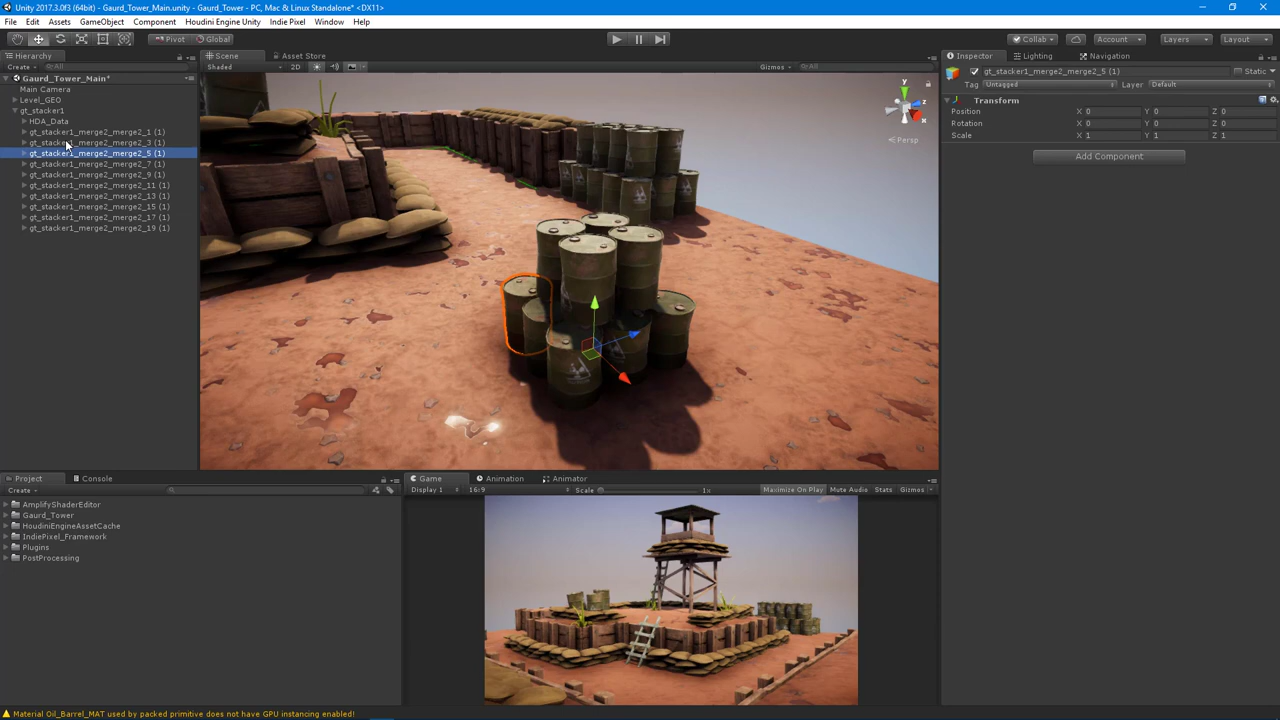 Unity 2017.3.0f3 (64bit) - Gaurd_Tower_Main.unity - Gaurd_Tower - PC, Mac & Linux Standalone* <DX11>
File Edit Assets GameObject Component Houdini Engine Unity Indie Pixel Window Help
Pivot Global Collab Account Layers Layout
Hierarchy Scene Asset Store Inspector Lighting Navigation
Create All Shaded 2D Gizmos All
gt_stacker1_merge2_merge2_5 (1) Static
Gaurd_Tower_Main*
Tag Untagged Layer Default
Main Camera
Level_GEO
Transform
gt_stacker1
Position X 0 Y 0 Z 0
HDA_Data
Rotation X 0 Y 0 Z 0
gt_stacker1_merge2_merge2_1 (1)
Scale X 1 Y 1 Z 1
gt_stacker1_merge2_merge2_3 (1)
gt_stacker1_merge2_merge2_5 (1)
Add Component
gt_stacker1_merge2_merge2_7 (1)
gt_stacker1_merge2_merge2_9 (1)
gt_stacker1_merge2_merge2_11 (1)
gt_stacker1_merge2_merge2_13 (1)
gt_stacker1_merge2_merge2_15 (1)
gt_stacker1_merge2_merge2_17 (1)
gt_stacker1_merge2_merge2_19 (1)
y
z
x
Persp
Project Console Game Animation Animator
Create Display 1 16:9 Scale 1x Maximize On Play Mute Audio Stats Gizmos
AmplifyShaderEditor
Gaurd_Tower
HoudiniEngineAssetCache
IndiePixel_Framework
Plugins
PostProcessing
Material Oil_Barrel_MAT used by packed primitive does not have GPU instancing enabled!